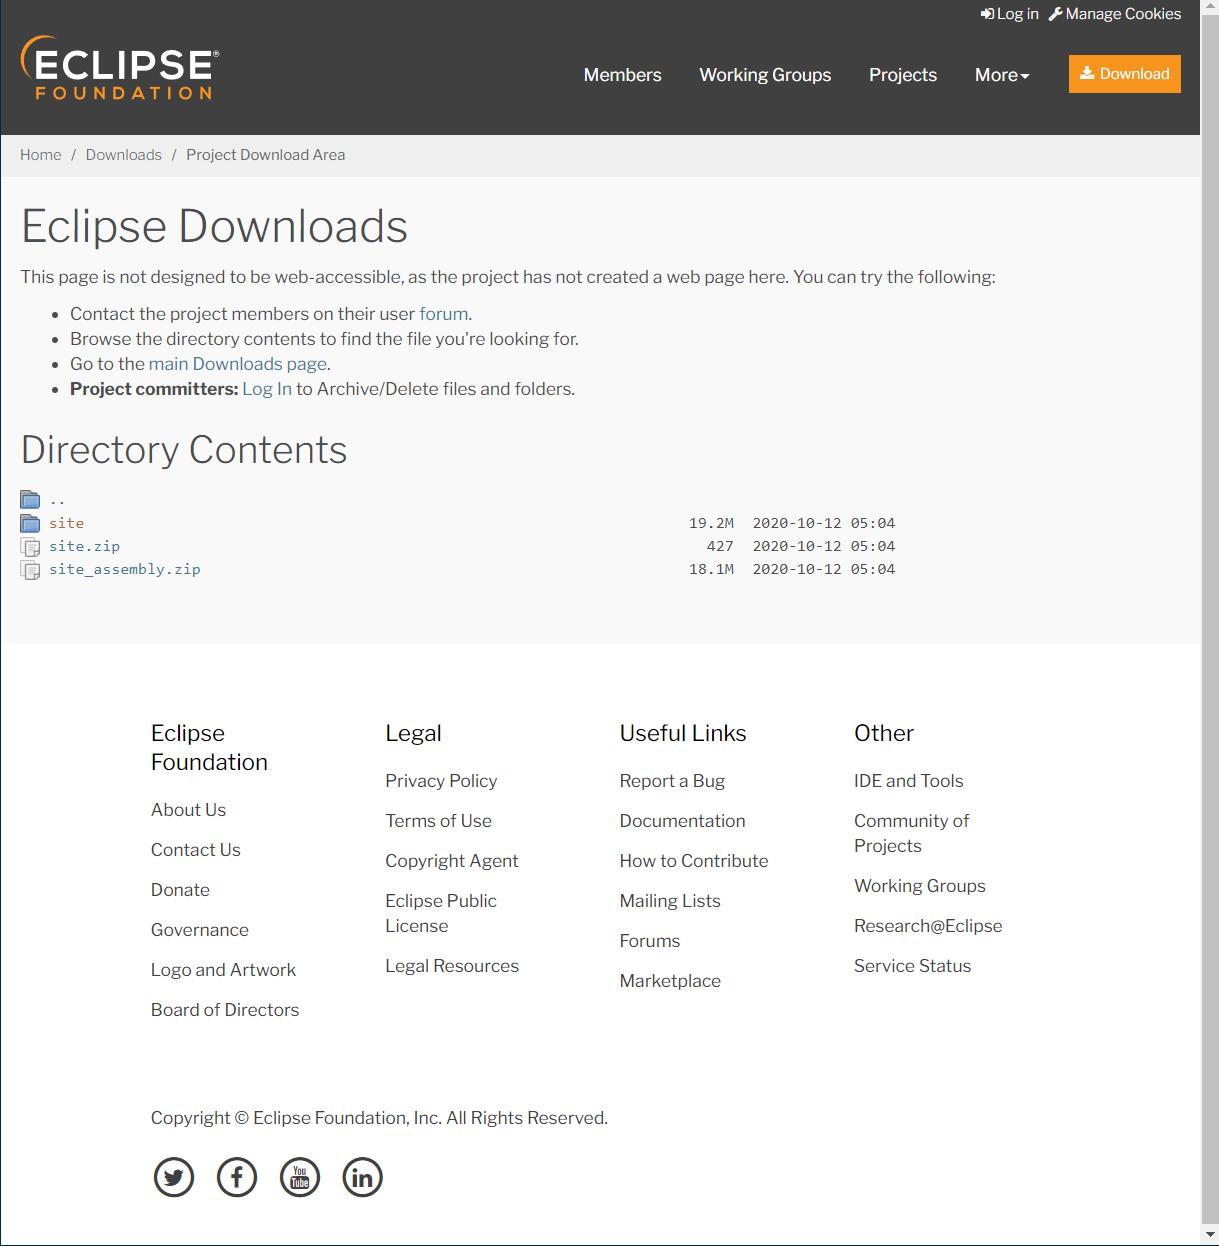 Log in Manage Cookies
ECLIPSE®
FOUNDATION
Members Working Groups Projects More Download
Home / Downloads / Project Download Area
Eclipse Downloads
This page is not designed to be web-accessible, as the project has not created a web page here. You can try the following:
• Contact the project members on their user forum.
• Browse the directory contents to find the file you're looking for.
• Go to the main Downloads page.
• Project committers: Log In to Archive/Delete files and folders.
Directory Contents
..
site 19.2M 2020-10-12 05:04
site.zip 427 2020-10-12 05:04
site_assembly.zip 18.1M 2020-10-12 05:04
Eclipse
Foundation
About Us
Contact Us
Donate
Governance
Logo and Artwork
Board of Directors
Legal
Privacy Policy
Terms of Use
Copyright Agent
Eclipse Public
License
Legal Resources
Useful Links
Report a Bug
Documentation
How to Contribute
Mailing Lists
Forums
Marketplace
Other
IDE and Tools
Community of
Projects
Working Groups
Research@Eclipse
Service Status
Copyright © Eclipse Foundation, Inc. All Rights Reserved.
You
Tube
in